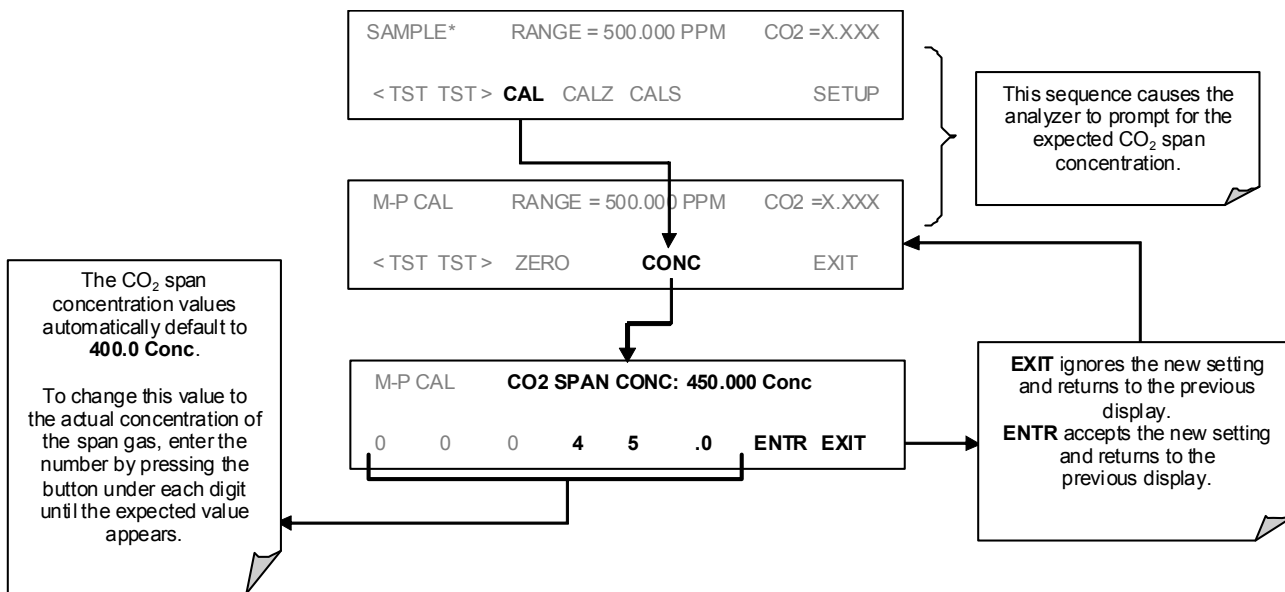 SAMPLE* RANGE = 500.000 PPM CO2 =X.XXX
< TST TST > CAL CALZ CALS SETUP
This sequence causes the
analyzer to prompt for the
expected CO₂ span
concentration.
M-P CAL RANGE = 500.000 PPM CO2 =X.XXX
< TST TST > ZERO CONC EXIT
The CO₂ span
concentration values
automatically default to
400.0 Conc.
To change this value to
the actual concentration of
the span gas, enter the
number by pressing the
button under each digit
until the expected value
appears.
M-P CAL CO2 SPAN CONC: 450.000 Conc
0 0 0 4 5 .0 ENTR EXIT
EXIT ignores the new setting
and returns to the previous
display.
ENTR accepts the new setting
and returns to the
previous display.